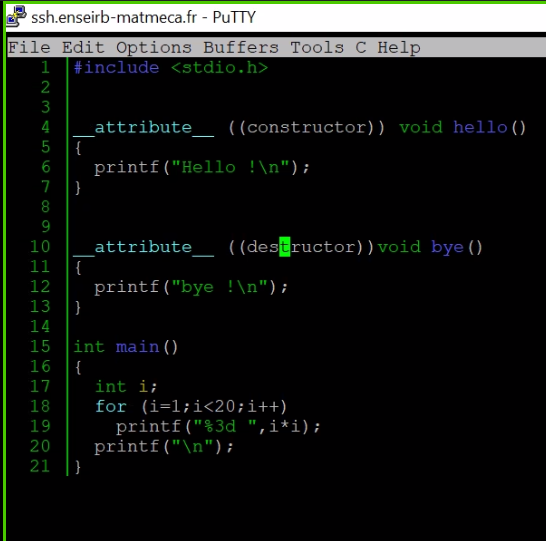 ssh.enseirb-matmeca.fr - PuTTY
File Edit Options Buffers Tools C Help
1 #include <stdio.h>
2
3
4 __attribute__ ((constructor)) void hello()
5 {
6   printf("Hello !\n");
7 }
8
9
10 __attribute__ ((destructor))void bye()
11 {
12   printf("bye !\n");
13 }
14
15 int main()
16 {
17   int i;
18   for (i=1;i<20;i++)
19     printf("%3d ",i*i);
20   printf("\n");
21 }